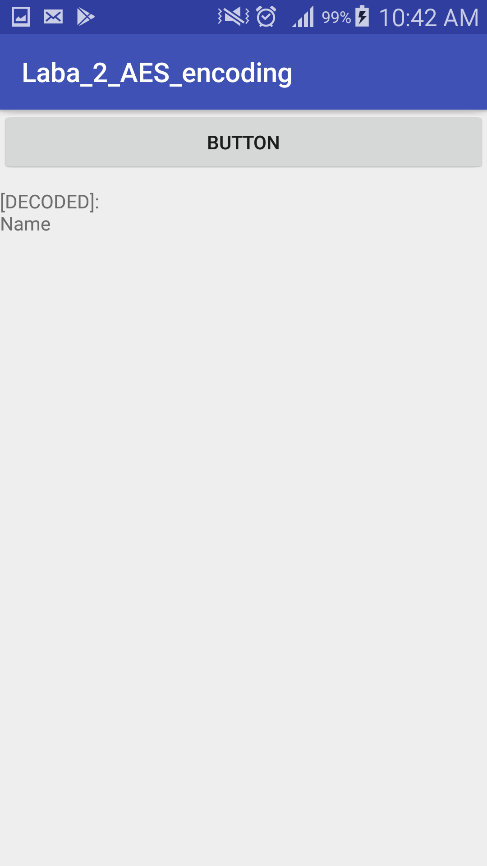 99% 10:42 AM
Laba_2_AES_encoding
BUTTON
[DECODED]:
Name